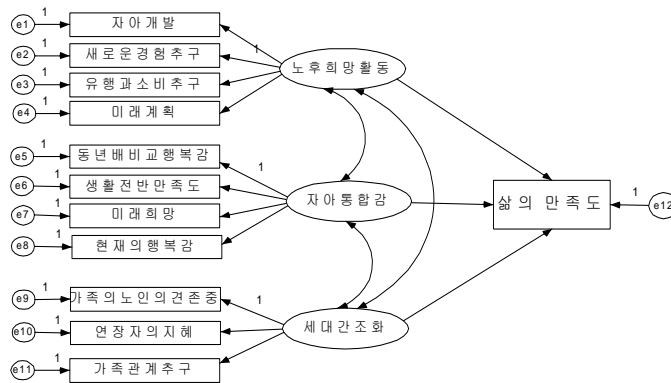 1
e1
자아개발
1
e2
새로운경험추구
1
e3
유행과소비추구
1
e4
미래계획
1
노후희망활동
1
e5
동년배비교행복감
1
e6
생활전반만족도
1
e7
미래희망
1
e8
현재의행복감
1
자아통합감
삶의 만족도
1
e12
1
e9
가족의노인의견존중
1
e10
연장자의지혜
1
e11
가족관계추구
1
세대간조화